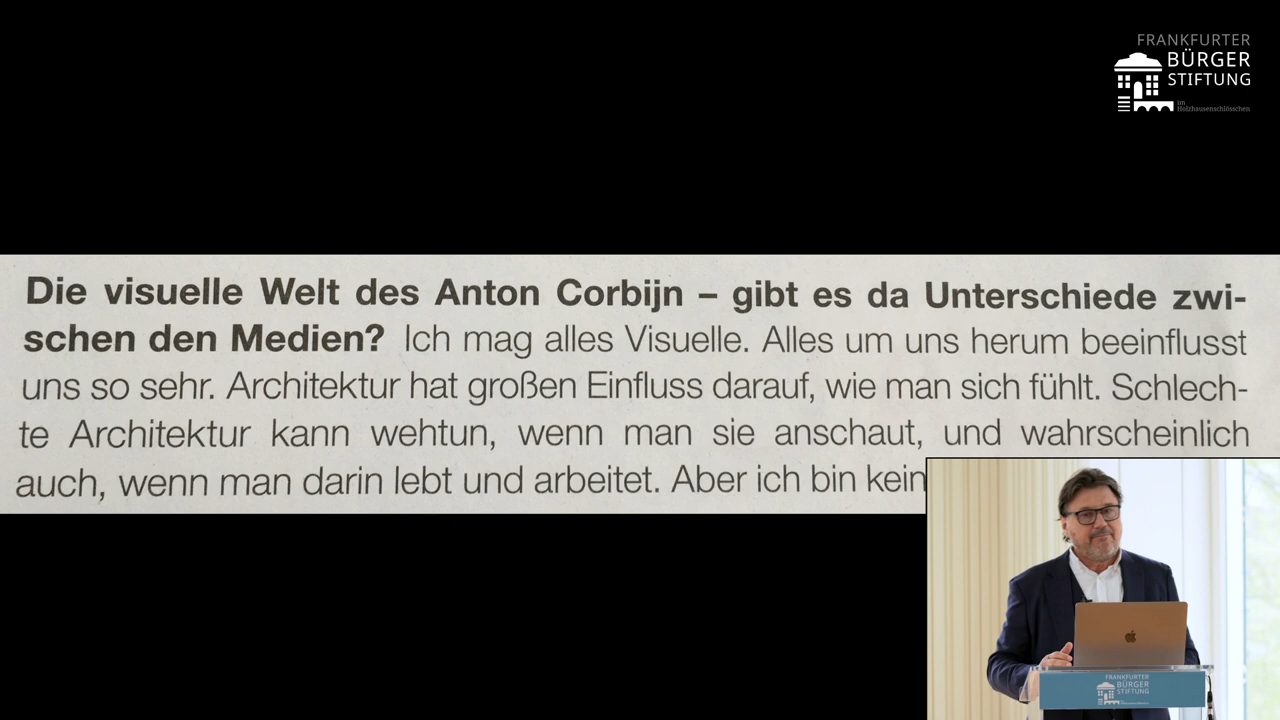 FRANKFURTER
BÜRGER
STIFTUNG
im
Holzhausenschlösschen
Die visuelle Welt des Anton Corbijn – gibt es da Unterschiede zwi-
schen den Medien? Ich mag alles Visuelle. Alles um uns herum beeinflusst
uns so sehr. Architektur hat großen Einfluss darauf, wie man sich fühlt. Schlech-
te Architektur kann wehtun, wenn man sie anschaut, und wahrscheinlich
auch, wenn man darin lebt und arbeitet. Aber ich bin kein
FRANKFURTER
BÜRGER
STIFTUNG